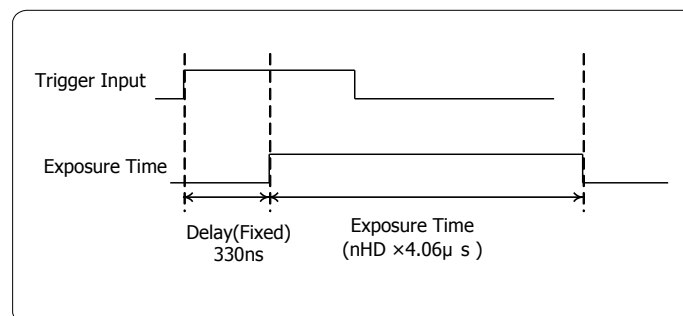 Trigger Input
Exposure Time
Delay(Fixed)
330ns
Exposure Time
(nHD ×4.06μ s )